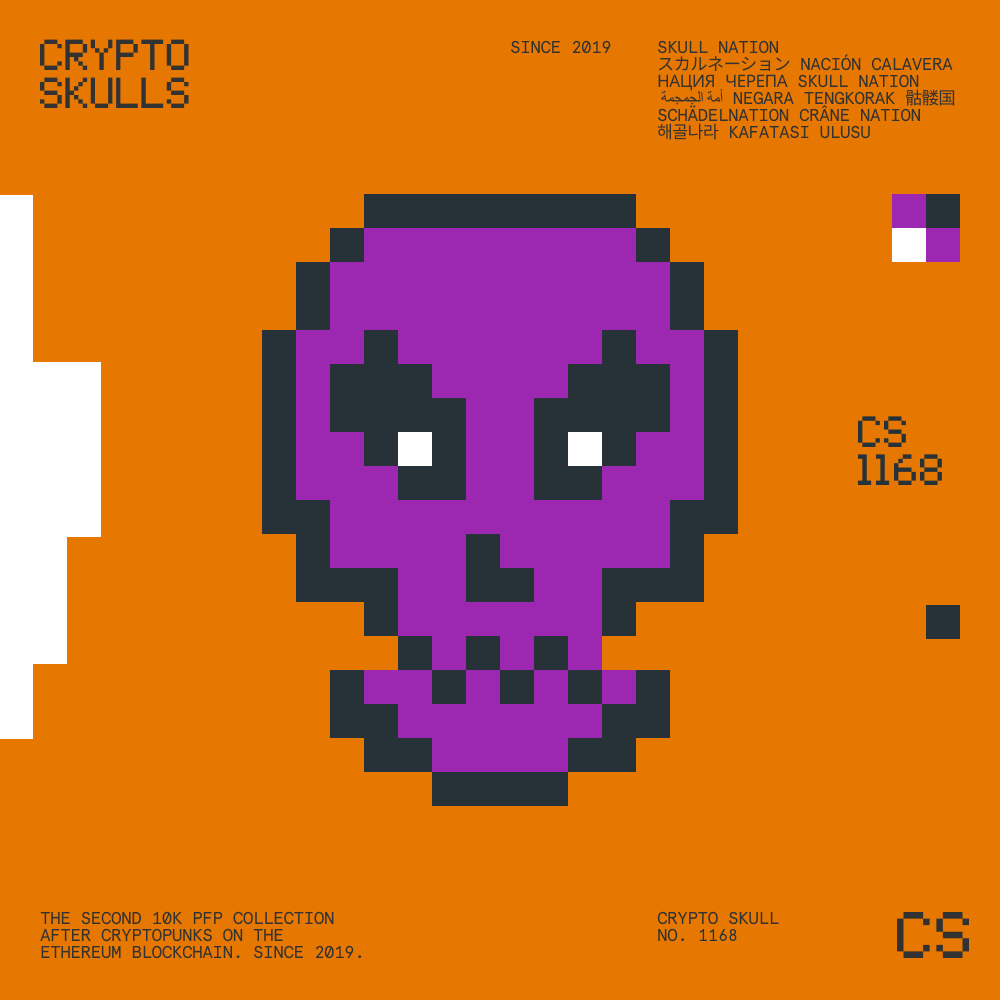 CRYPTO
SKULLS
SINCE 2019
SKULL NATION
スカルネーション NACIÓN CALAVERA
НАЦИЯ ЧЕРЕПА SKULL NATION
أمة الجمجمة NEGARA TENGKORAK 骷髅国
SCHÄDELNATION CRÂNE NATION
해골나라 KAFATASI ULUSU
CS
1168
THE SECOND 10K PFP COLLECTION
AFTER CRYPTOPUNKS ON THE
ETHEREUM BLOCKCHAIN. SINCE 2019.
CRYPTO SKULL
NO. 1168
CS